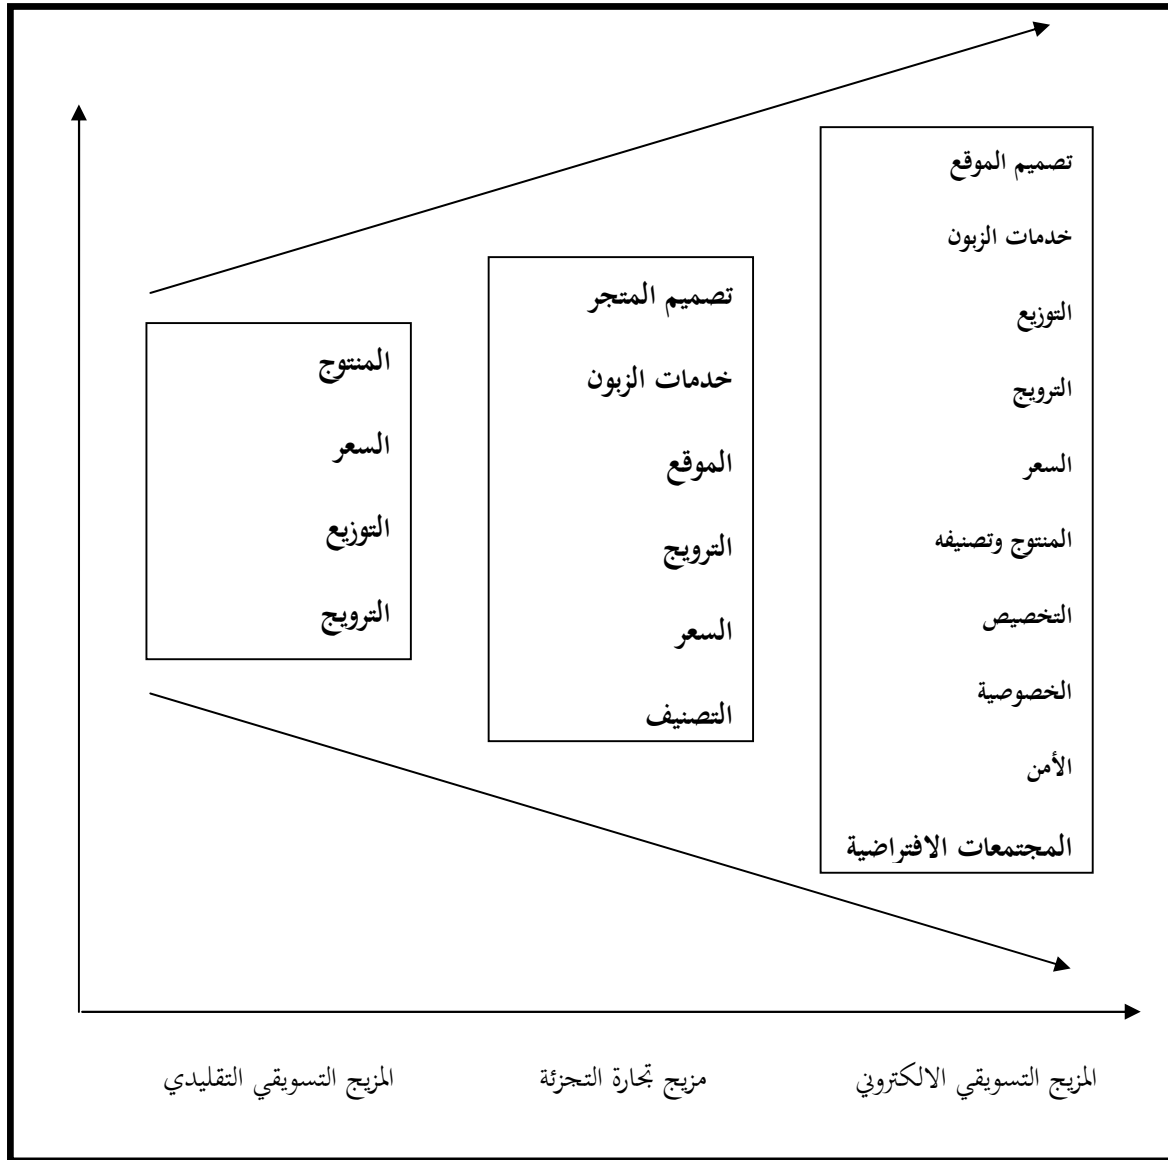 المنتوج
السعر
التوزيع
الترويج
تصميم المتجر
خدمات الزبون
الموقع
الترويج
السعر
التصنيف
تصميم الموقع
خدمات الزبون
التوزيع
الترويج
السعر
المنتوج وتصنيفه
التخصيص
الخصوصية
الأمن
المجتمعات الافتراضية
المزيج التسويقي التقليدي
مزيج تجارة التجزئة
المزيج التسويقي الالكتروني